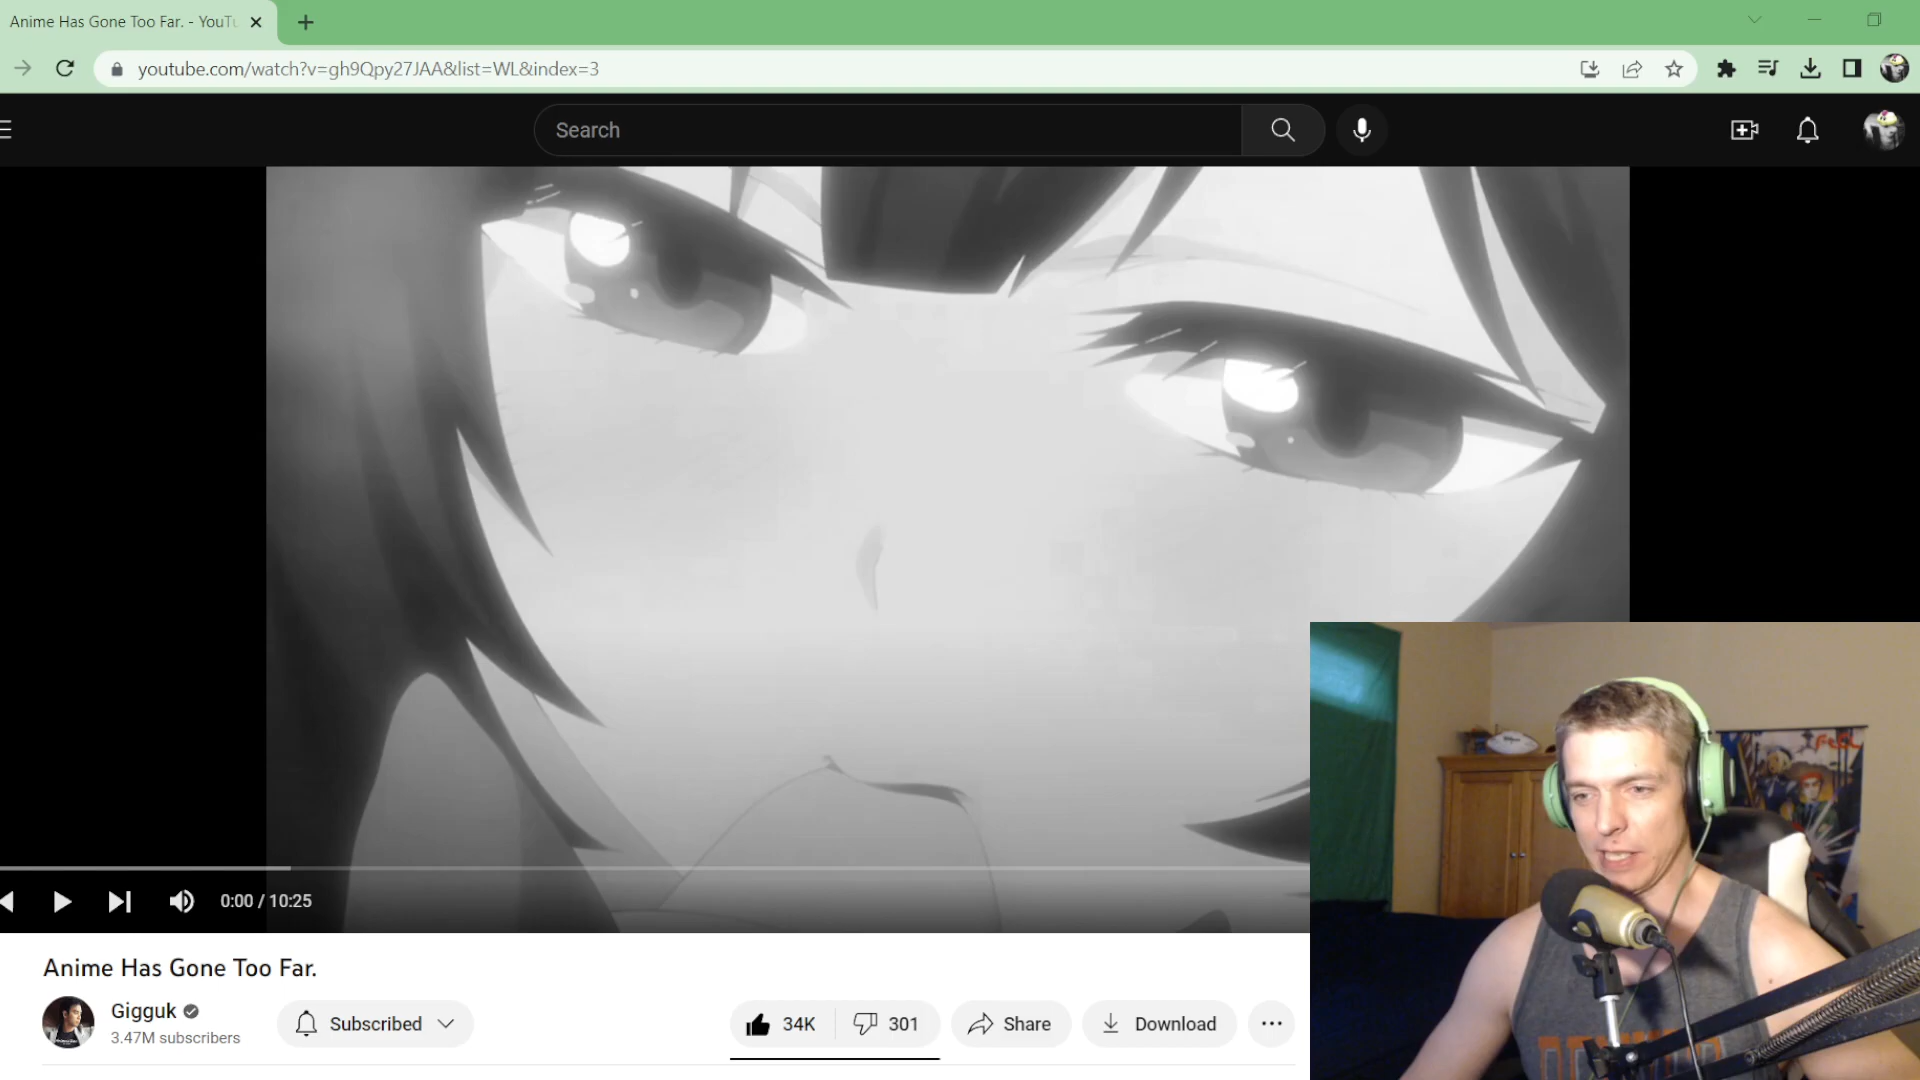 Anime Has Gone Too Far. - YouTu
youtube.com/watch?v=gh9Qpy27JAA&list=WL&index=3
Search
0:00 / 10:25
Anime Has Gone Too Far.
Gigguk
3.47M subscribers
Subscribed
34K
301
Share
Download